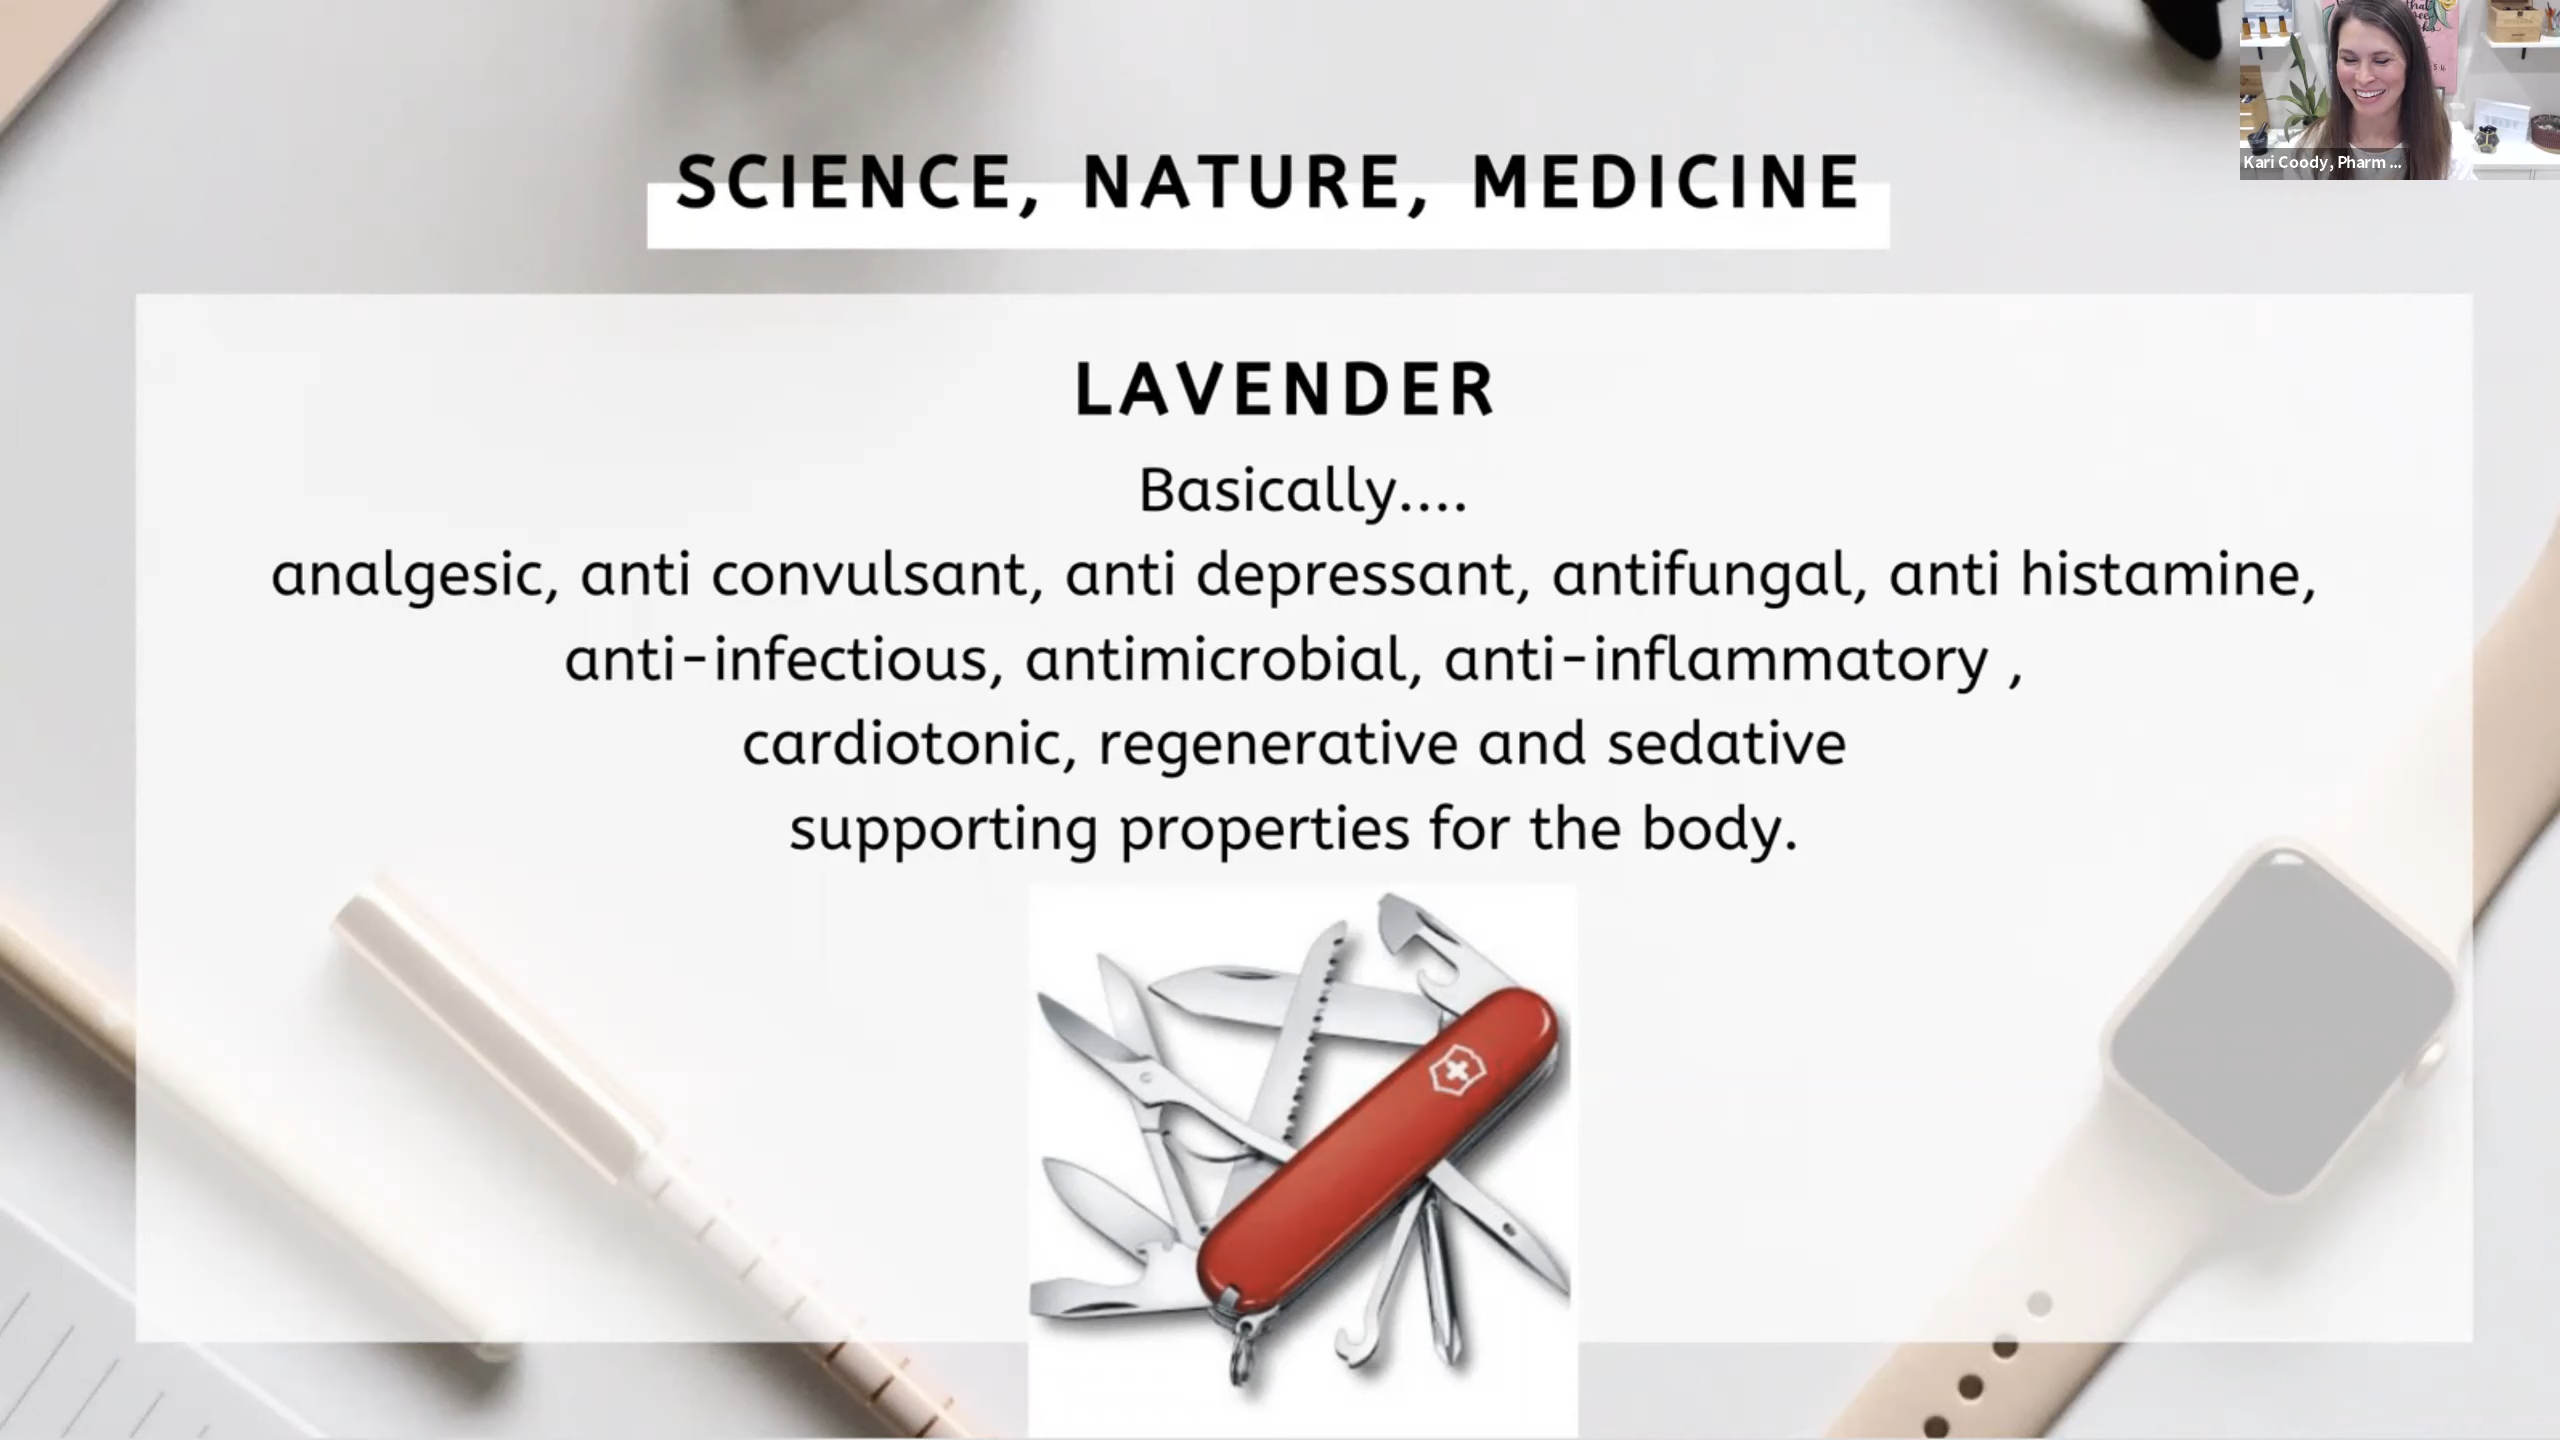 SCIENCE, NATURE, MEDICINE
Kari Coody, Pharm ...
LAVENDER
Basically....
analgesic, anti convulsant, anti depressant, antifungal, anti histamine,
anti-infectious, antimicrobial, anti-inflammatory ,
cardiotonic, regenerative and sedative
supporting properties for the body.